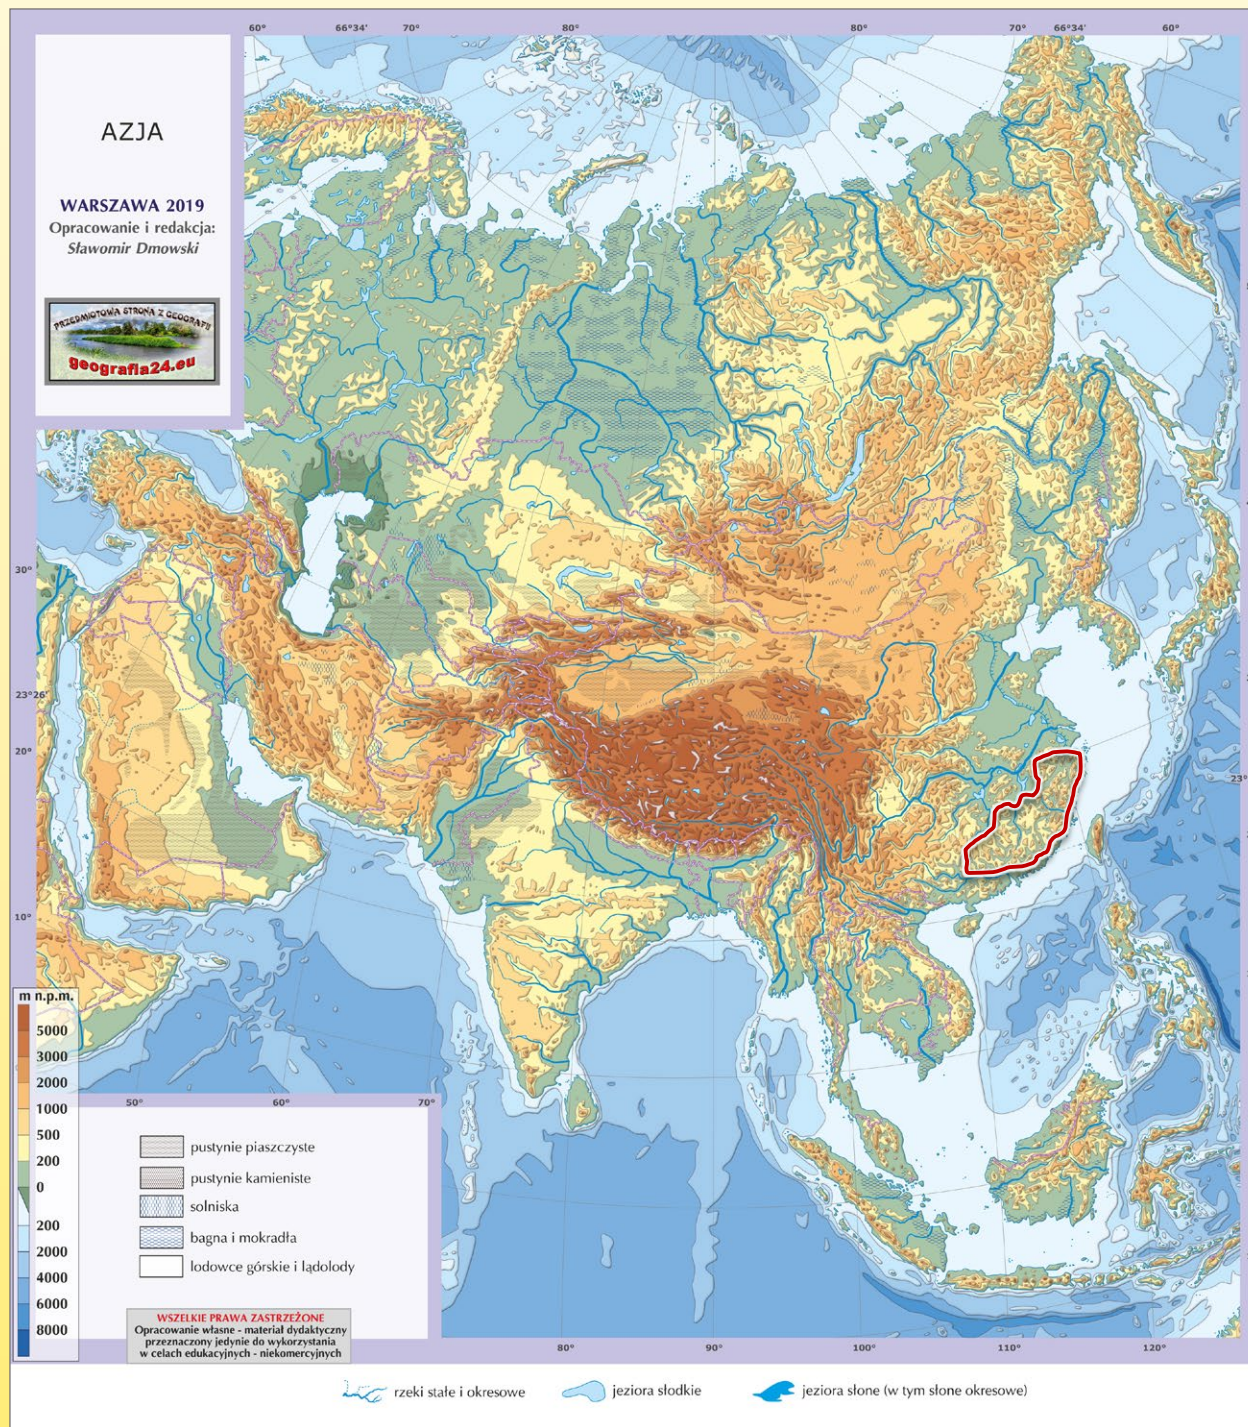 60°
66°34'
70°
80°
80°
70°
66°34'
60°
AZJA
WARSZAWA 2019
Opracowanie i redakcja:
Sławomir Dmowski
PRZEDMIOTOWA STRONA Z GEOGRAFII
geografia24.eu
30°
23°26'
20°
10°
23°
m n.p.m.
5000
3000
2000
1000
500
200
0
200
2000
4000
6000
8000
50°
60°
70°
pustynie piaszczyste
pustynie kamieniste
solniska
bagna i mokradła
lodowce górskie i lądolody
WSZELKIE PRAWA ZASTRZEŻONE
Opracowanie własne - materiał dydaktyczny
przeznaczony jedynie do wykorzystania
w celach edukacyjnych - niekomercyjnych
80°
90°
100°
110°
120°
rzeki stałe i okresowe
jeziora słodkie
jeziora słone (w tym słone okresowe)